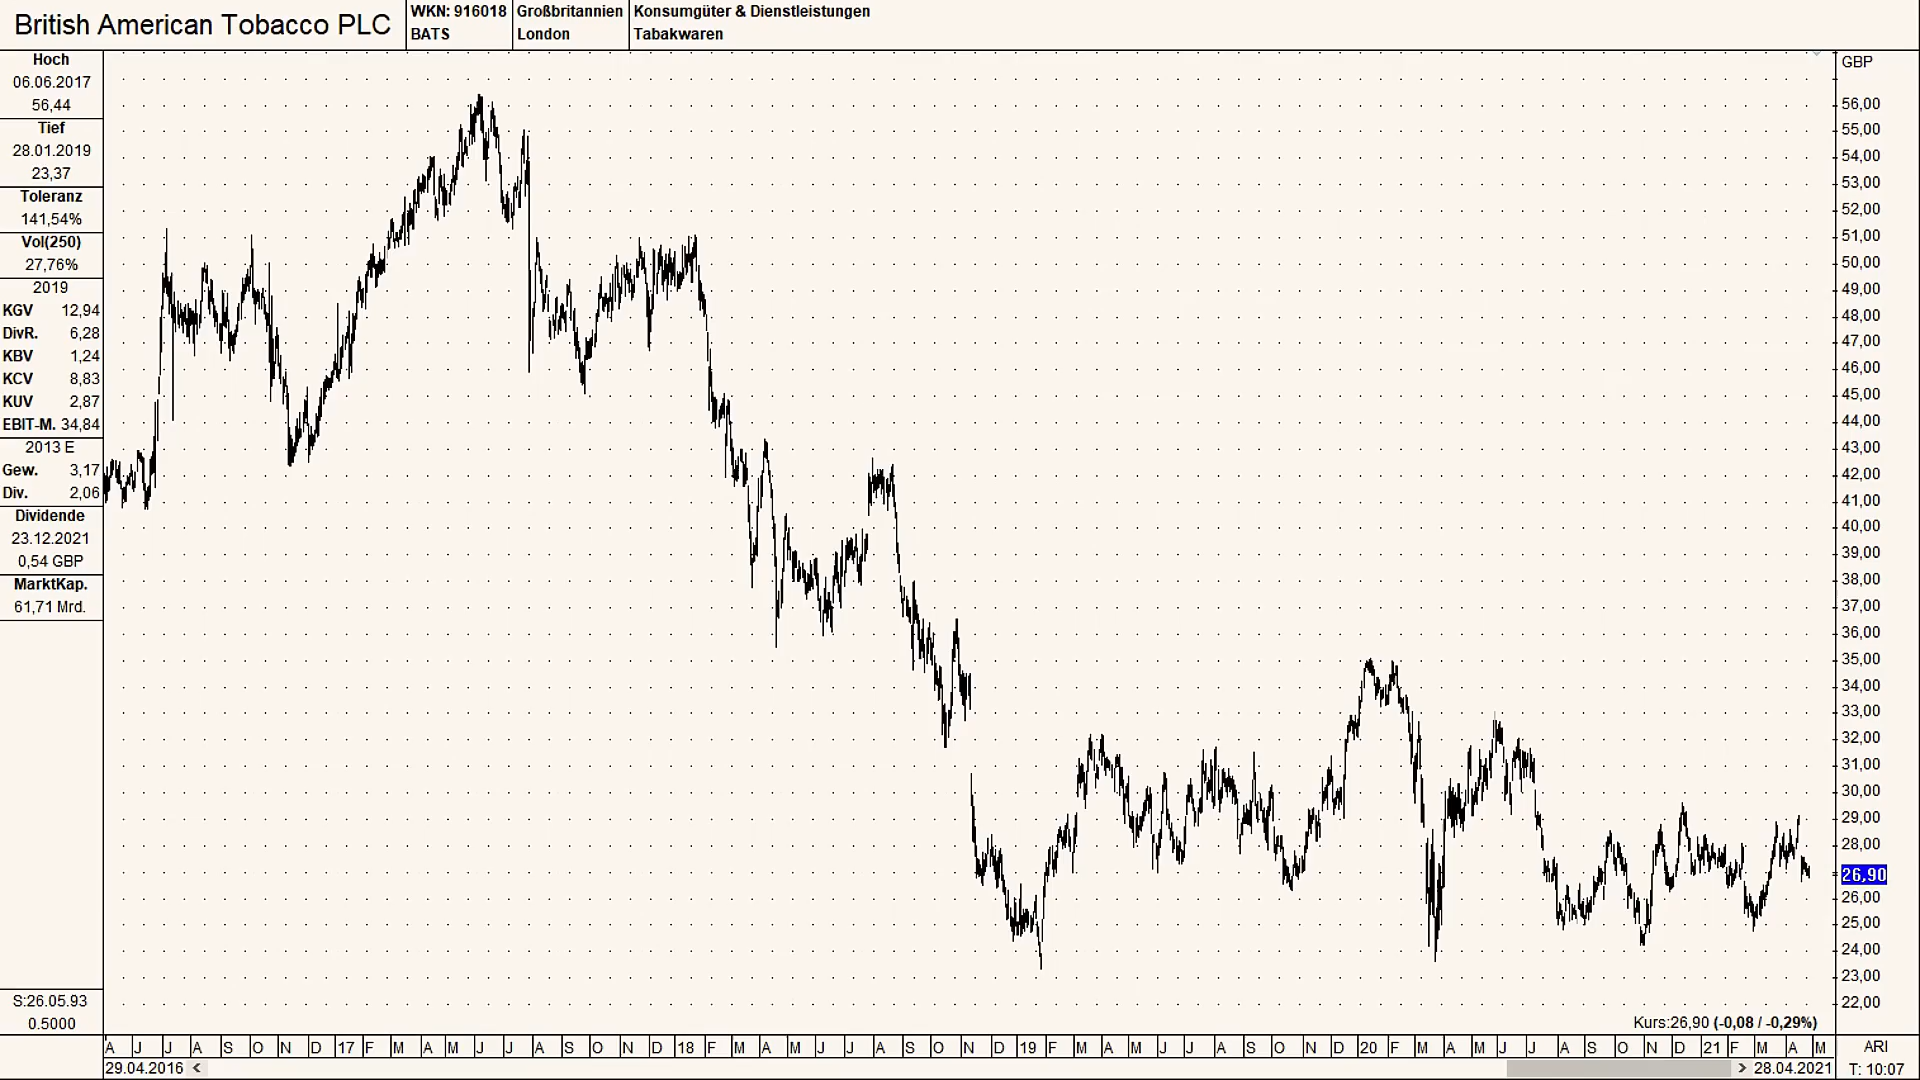 British American Tobacco PLC
WKN: 916018
BATS
Großbritannien
London
Konsumgüter & Dienstleistungen
Tabakwaren
Hoch
06.06.2017
56,44
Tief
28.01.2019
23,37
Toleranz
141,54%
Vol(250)
27,76%
2019
KGV 12,94
DivR. 6,28
KBV 1,24
KCV 8,83
KUV 2,87
EBIT-M. 34,84
2013 E
Gew. 3,17
Div. 2,06
Dividende
23.12.2021
0,54 GBP
MarktKap.
61,71 Mrd.
S:26.05.93
0.5000
GBP
56,00
55,00
54,00
53,00
52,00
51,00
50,00
49,00
48,00
47,00
46,00
45,00
44,00
43,00
42,00
41,00
40,00
39,00
38,00
37,00
36,00
35,00
34,00
33,00
32,00
31,00
30,00
29,00
28,00
26,90
26,00
25,00
24,00
23,00
22,00
Kurs:26,90 (-0,08 / -0,29%)
A J J A S O N D 17 F M A M J J A S O N D 18 F M A M J J A S O N D 19 F M A M J J A S O N D 20 F M A M J J A S O N D 21 F M A M
ARI
29.04.2016 < > 28.04.2021
T: 10:07